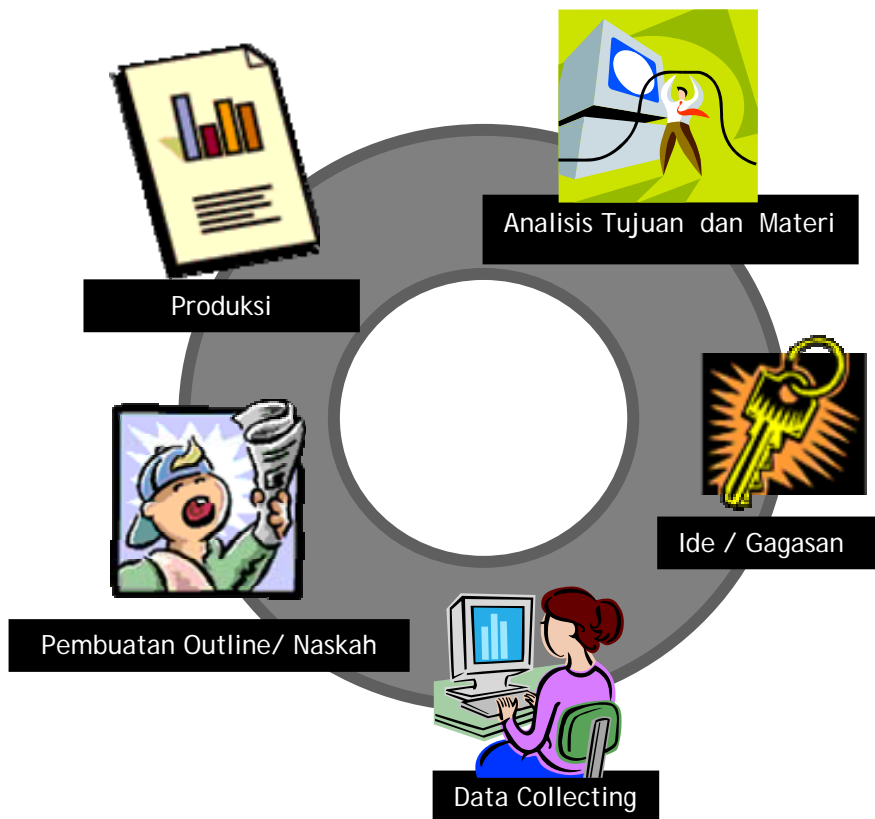 Analisis Tujuan dan Materi
Produksi
Ide / Gagasan
Pembuatan Outline/ Naskah
Data Collecting